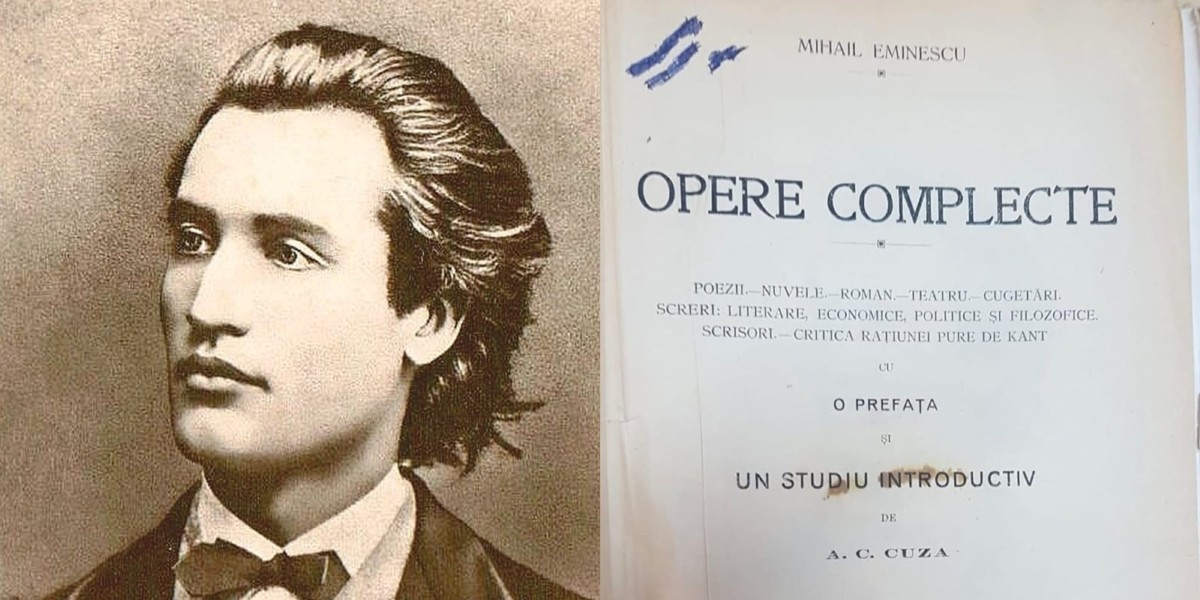 MIHAIL EMINESCU
OPERE COMPLECTE
POEZII.—NUVELE.—ROMAN.—TEATRU.—CUGETĂRI.
SCRERI: LITERARE, ECONOMICE, POLITICE ȘI FILOZOFICE.
SCRISORI.—CRITICA RAȚIUNEI PURE DE KANT
CU
O PREFAȚA
ȘI
UN STUDIU INTRODUCTIV
DE
A. C. CUZA